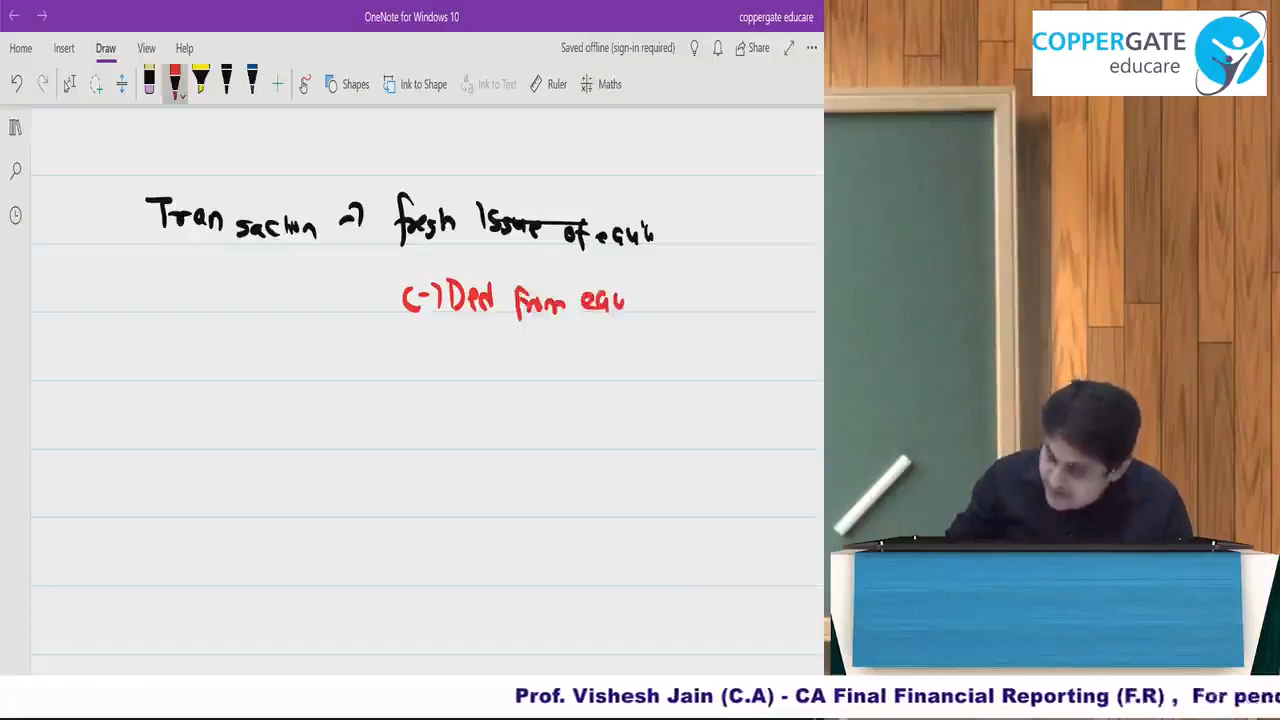 OneNote for Windows 10
coppergate educare
Home Insert Draw View Help
Saved offline (sign-in required)
Share
Shapes
Ink to Shape
Ink to Text
Ruler
Maths
COPPERGATE
educare
Transaction => fresh Issue of equi
(-) Ded from equ
Prof. Vishesh Jain (C.A) - CA Final Financial Reporting (F.R) , For pend